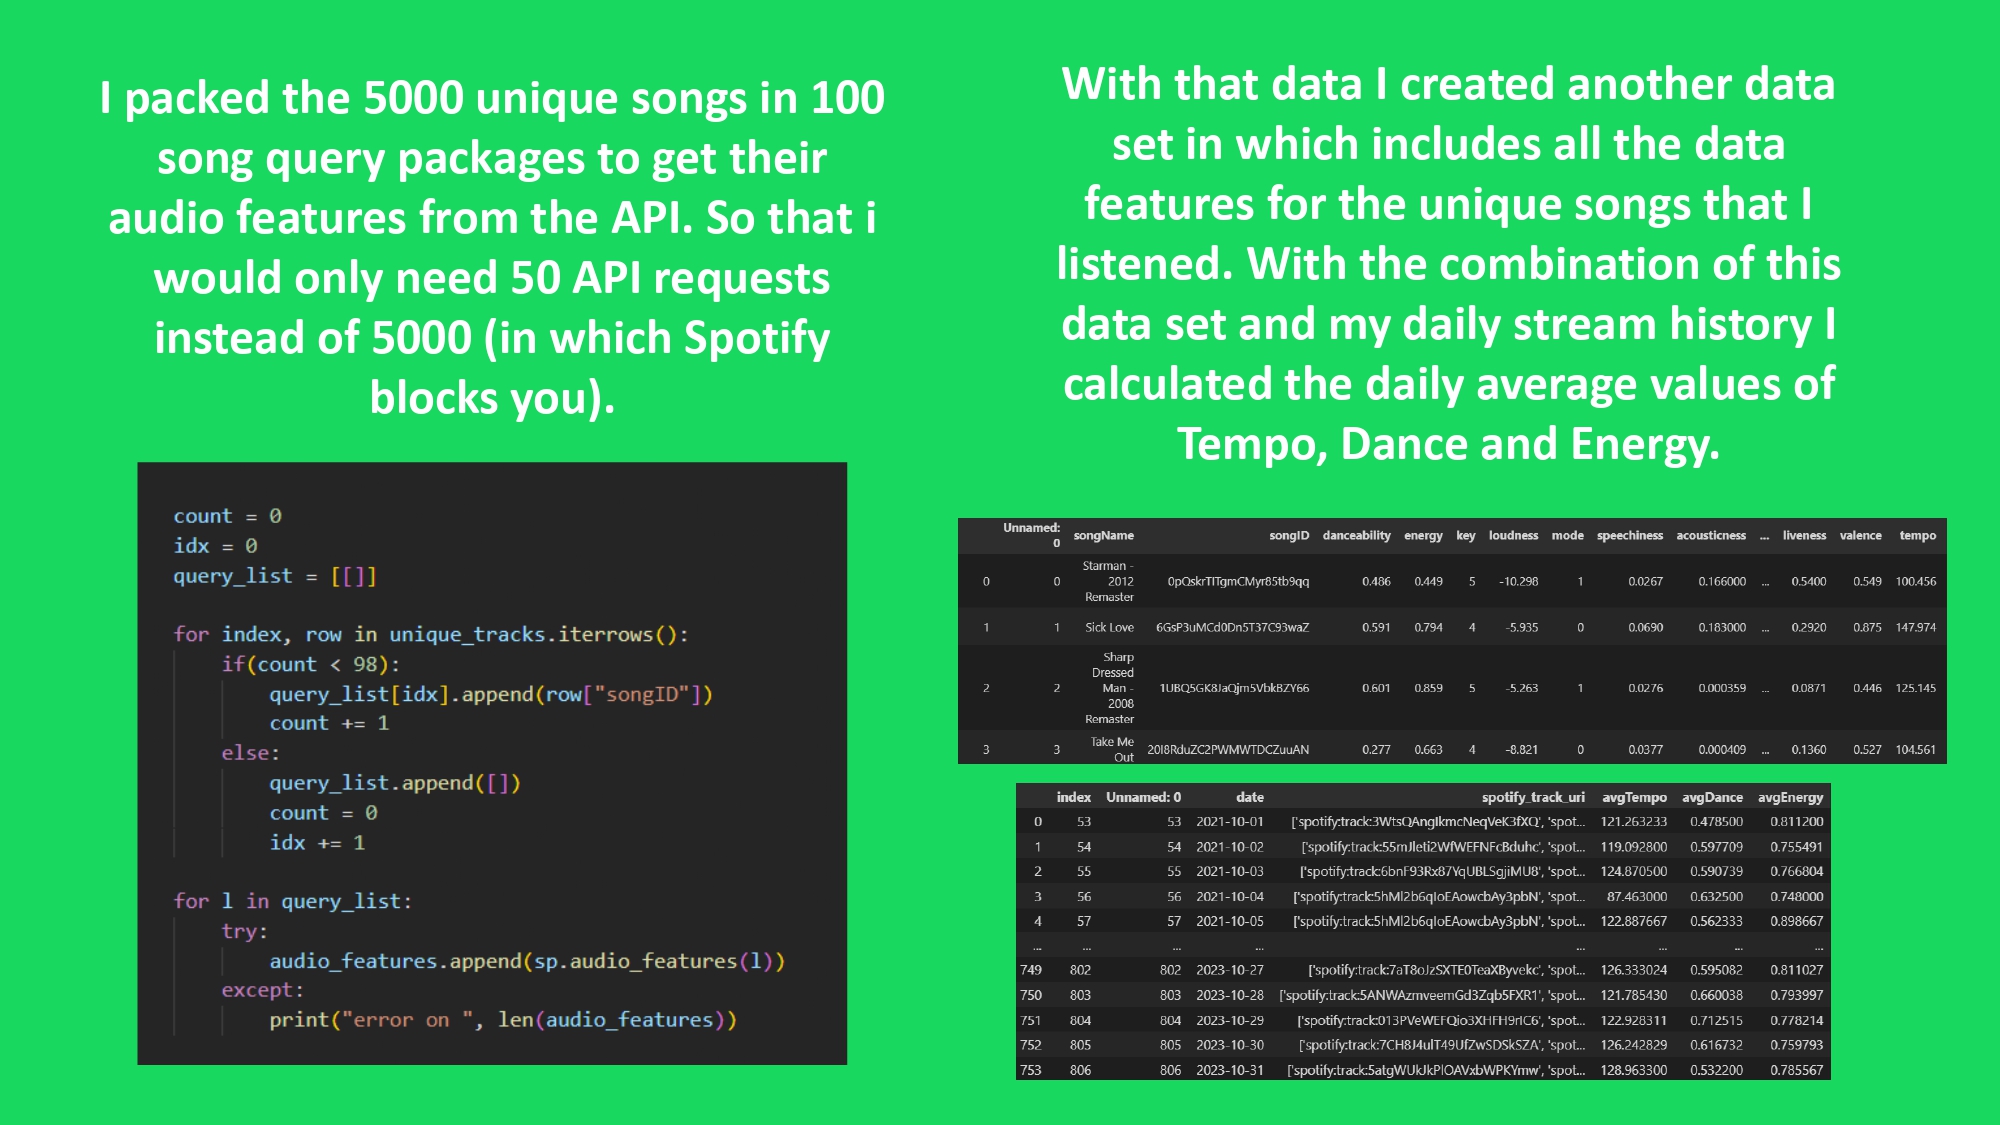 I packed the 5000 unique songs in 100
song query packages to get their
audio features from the API. So that i
would only need 50 API requests
instead of 5000 (in which Spotify
blocks you).
count = 0
idx = 0
query_list = [[]]
for index, row in unique_tracks.iterrows():
if(count < 98):
query_list[idx].append(row["songID"])
count += 1
else:
query_list.append([])
count = 0
idx += 1
for l in query_list:
try:
audio_features.append(sp.audio_features(l))
except:
print("error on ", len(audio_features))
With that data I created another data
set in which includes all the data
features for the unique songs that I
listened. With the combination of this
data set and my daily stream history I
calculated the daily average values of
Tempo, Dance and Energy.
Unnamed: 0 songName songID danceability energy key loudness mode speechiness acousticness ... liveness valence tempo
0 0 Starman - 2012 Remaster 0pQskrTITgmCMyr85tb9qq 0.486 0.449 5 -10.298 1 0.0267 0.166000 ... 0.5400 0.549 100.456
1 1 Sick Love 6GsP3uMCd0Dn5T37C93waZ 0.591 0.794 4 -5.935 0 0.0690 0.183000 ... 0.2920 0.875 147.974
2 2 Sharp Dressed Man - 2008 Remaster 1UBQ5GK8JaQjm5VbkBZY66 0.601 0.859 5 -5.263 1 0.0276 0.000359 ... 0.0871 0.446 125.145
3 3 Take Me Out 20I8RduZC2PWMWTDCZuuAN 0.277 0.663 4 -8.821 0 0.0377 0.000409 ... 0.1360 0.527 104.561
index Unnamed: 0 date spotify_track_uri avgTempo avgDance avgEnergy
0 53 53 2021-10-01 ['spotify:track:3WtsQAngIkmcNeqVeK3fXQ', 'spot... 121.263233 0.478500 0.811200
1 54 54 2021-10-02 ['spotify:track:55mJleti2WfWEFNFcBduhc', 'spot... 119.092800 0.597709 0.755491
2 55 55 2021-10-03 ['spotify:track:6bnF93Rx87YqUBLSgjiMU8', 'spot... 124.870500 0.590739 0.766804
3 56 56 2021-10-04 ['spotify:track:5hMl2b6qIoEAowcbAy3pbN', 'spot... 87.463000 0.632500 0.748000
4 57 57 2021-10-05 ['spotify:track:5hMl2b6qIoEAowcbAy3pbN', 'spot... 122.887667 0.562333 0.898667
... ... ... ... ... ... ... ...
749 802 802 2023-10-27 ['spotify:track:7aT8oJzSXTE0TeaXByvekc', 'spot... 126.333024 0.595082 0.811027
750 803 803 2023-10-28 ['spotify:track:5ANWAzmveemGd3Zqb5FXR1', 'spot... 121.785430 0.660038 0.793997
751 804 804 2023-10-29 ['spotify:track:013PVeWEFQio3XHFH9rIC6', 'spot... 122.928311 0.712515 0.778214
752 805 805 2023-10-30 ['spotify:track:7CH8J4ulT49UfZwSDSkSZA', 'spot... 126.242829 0.616732 0.759793
753 806 806 2023-10-31 ['spotify:track:5atgWUkJkPlOAVxbWPKYmw', 'spot... 128.963300 0.532200 0.785567